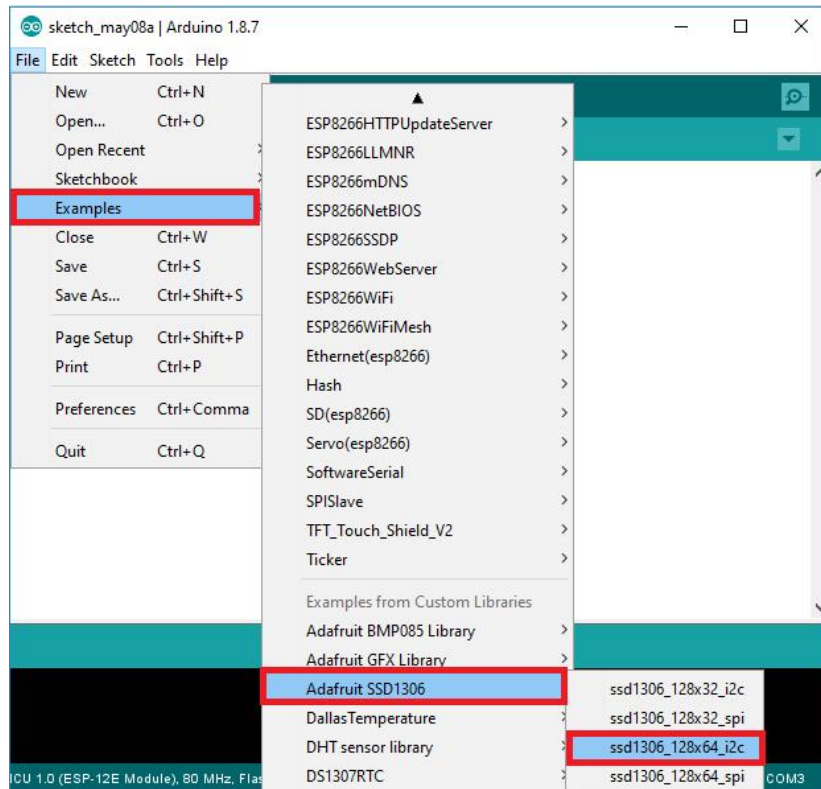 sketch_may08a | Arduino 1.8.7
File Edit Sketch Tools Help
New Ctrl+N
Open... Ctrl+O
Open Recent
Sketchbook
Examples
Close Ctrl+W
Save Ctrl+S
Save As... Ctrl+Shift+S
Page Setup Ctrl+Shift+P
Print Ctrl+P
Preferences Ctrl+Comma
Quit Ctrl+Q
ESP8266HTTPUpdateServer
ESP8266LLMNR
ESP8266mDNS
ESP8266NetBIOS
ESP8266SSDP
ESP8266WebServer
ESP8266WiFi
ESP8266WiFiMesh
Ethernet(esp8266)
Hash
SD(esp8266)
Servo(esp8266)
SoftwareSerial
SPISlave
TFT_Touch_Shield_V2
Ticker
Examples from Custom Libraries
Adafruit BMP085 Library
Adafruit GFX Library
Adafruit SSD1306
DallasTemperature
DHT sensor library
DS1307RTC
ssd1306_128x32_i2c
ssd1306_128x32_spi
ssd1306_128x64_i2c
ssd1306_128x64_spi
ICU 1.0 (ESP-12E Module), 80 MHz, Flas COM3